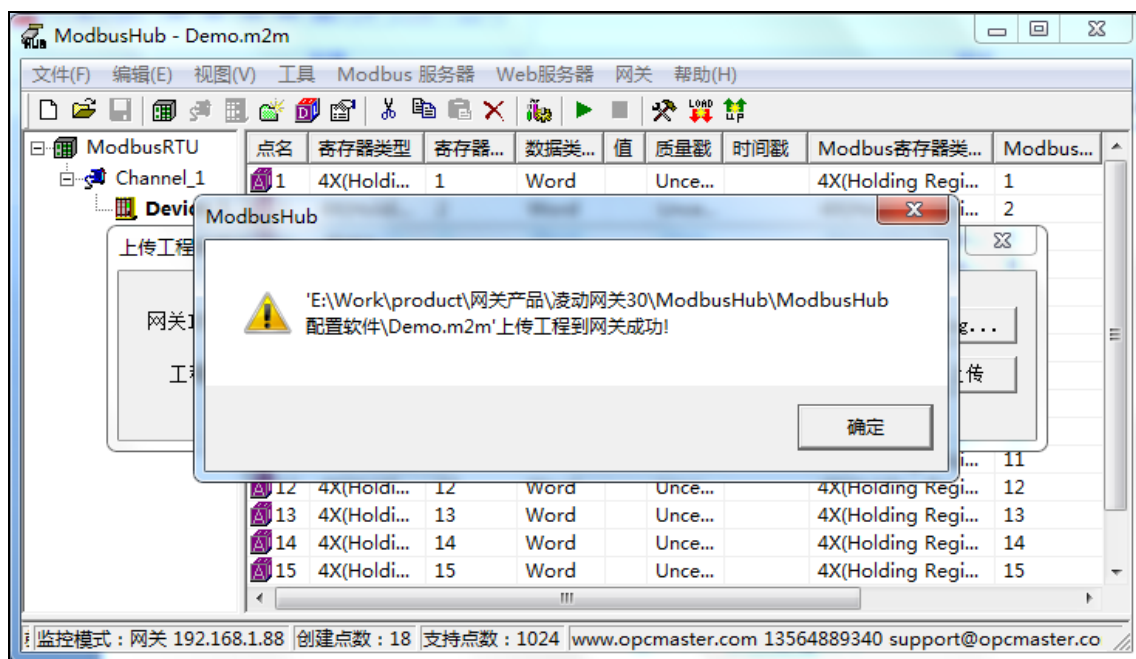 ModbusHub - Demo.m2m
文件(F) 编辑(E) 视图(V) 工具 Modbus 服务器 Web服务器 网关 帮助(H)
ModbusRTU 点名 寄存器类型 寄存器... 数据类... 值 质量戳 时间戳 Modbus寄存器类... Modbus...
Channel_1 1 4X(Holdi... 1 Word Unce... 4X(Holding Regi... 1
2
ModbusHub
上传工程
'E:\Work\product\网关产品\凌动网关30\ModbusHub\ModbusHub
配置软件\Demo.m2m'上传工程到网关成功!
网关
上传
确定
11
12 4X(Holdi... 12 Word Unce... 4X(Holding Regi... 12
13 4X(Holdi... 13 Word Unce... 4X(Holding Regi... 13
14 4X(Holdi... 14 Word Unce... 4X(Holding Regi... 14
15 4X(Holdi... 15 Word Unce... 4X(Holding Regi... 15
监控模式：网关 192.168.1.88 创建点数：18 支持点数：1024 www.opcmaster.com 13564889340 support@opcmaster.co